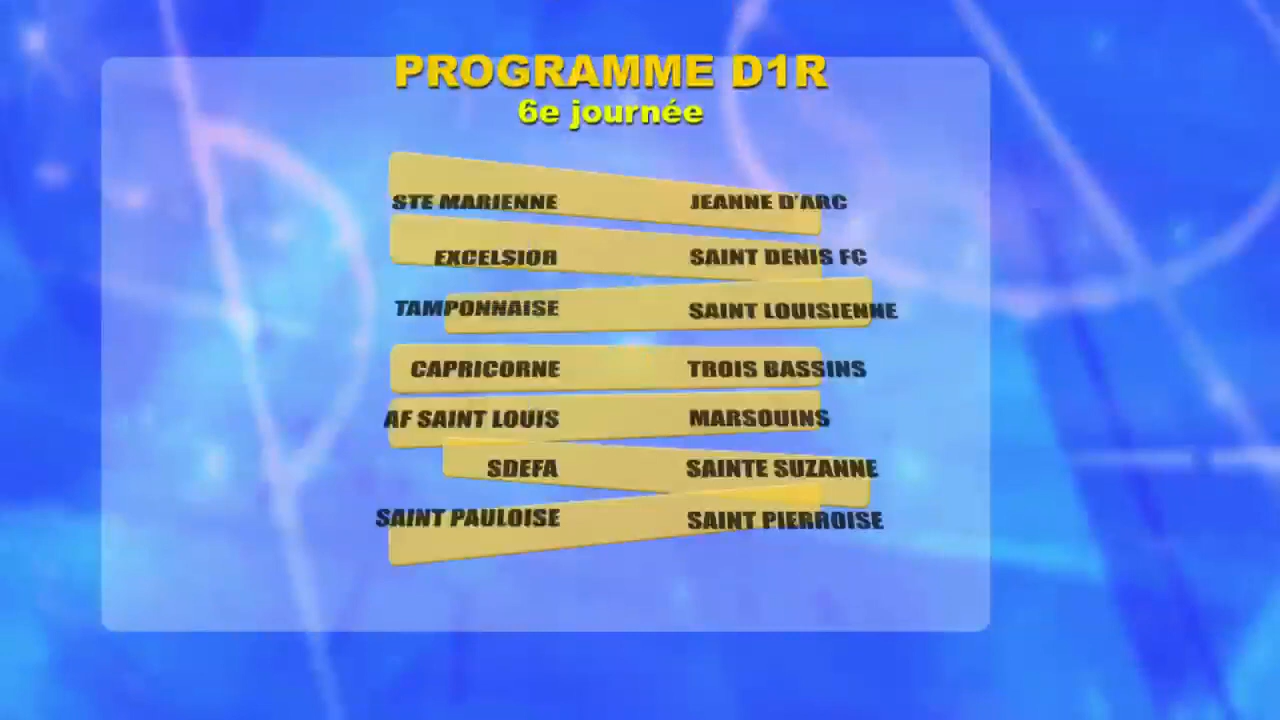 PROGRAMME D1R
6e journée
STE MARIENNE JEANNE D'ARC
EXCELSIOR SAINT DENIS FC
TAMPONNAISE SAINT LOUISIENNE
CAPRICORNE TROIS BASSINS
AF SAINT LOUIS MARSOUINS
SDEFA SAINTE SUZANNE
SAINT PAULOISE SAINT PIERROISE